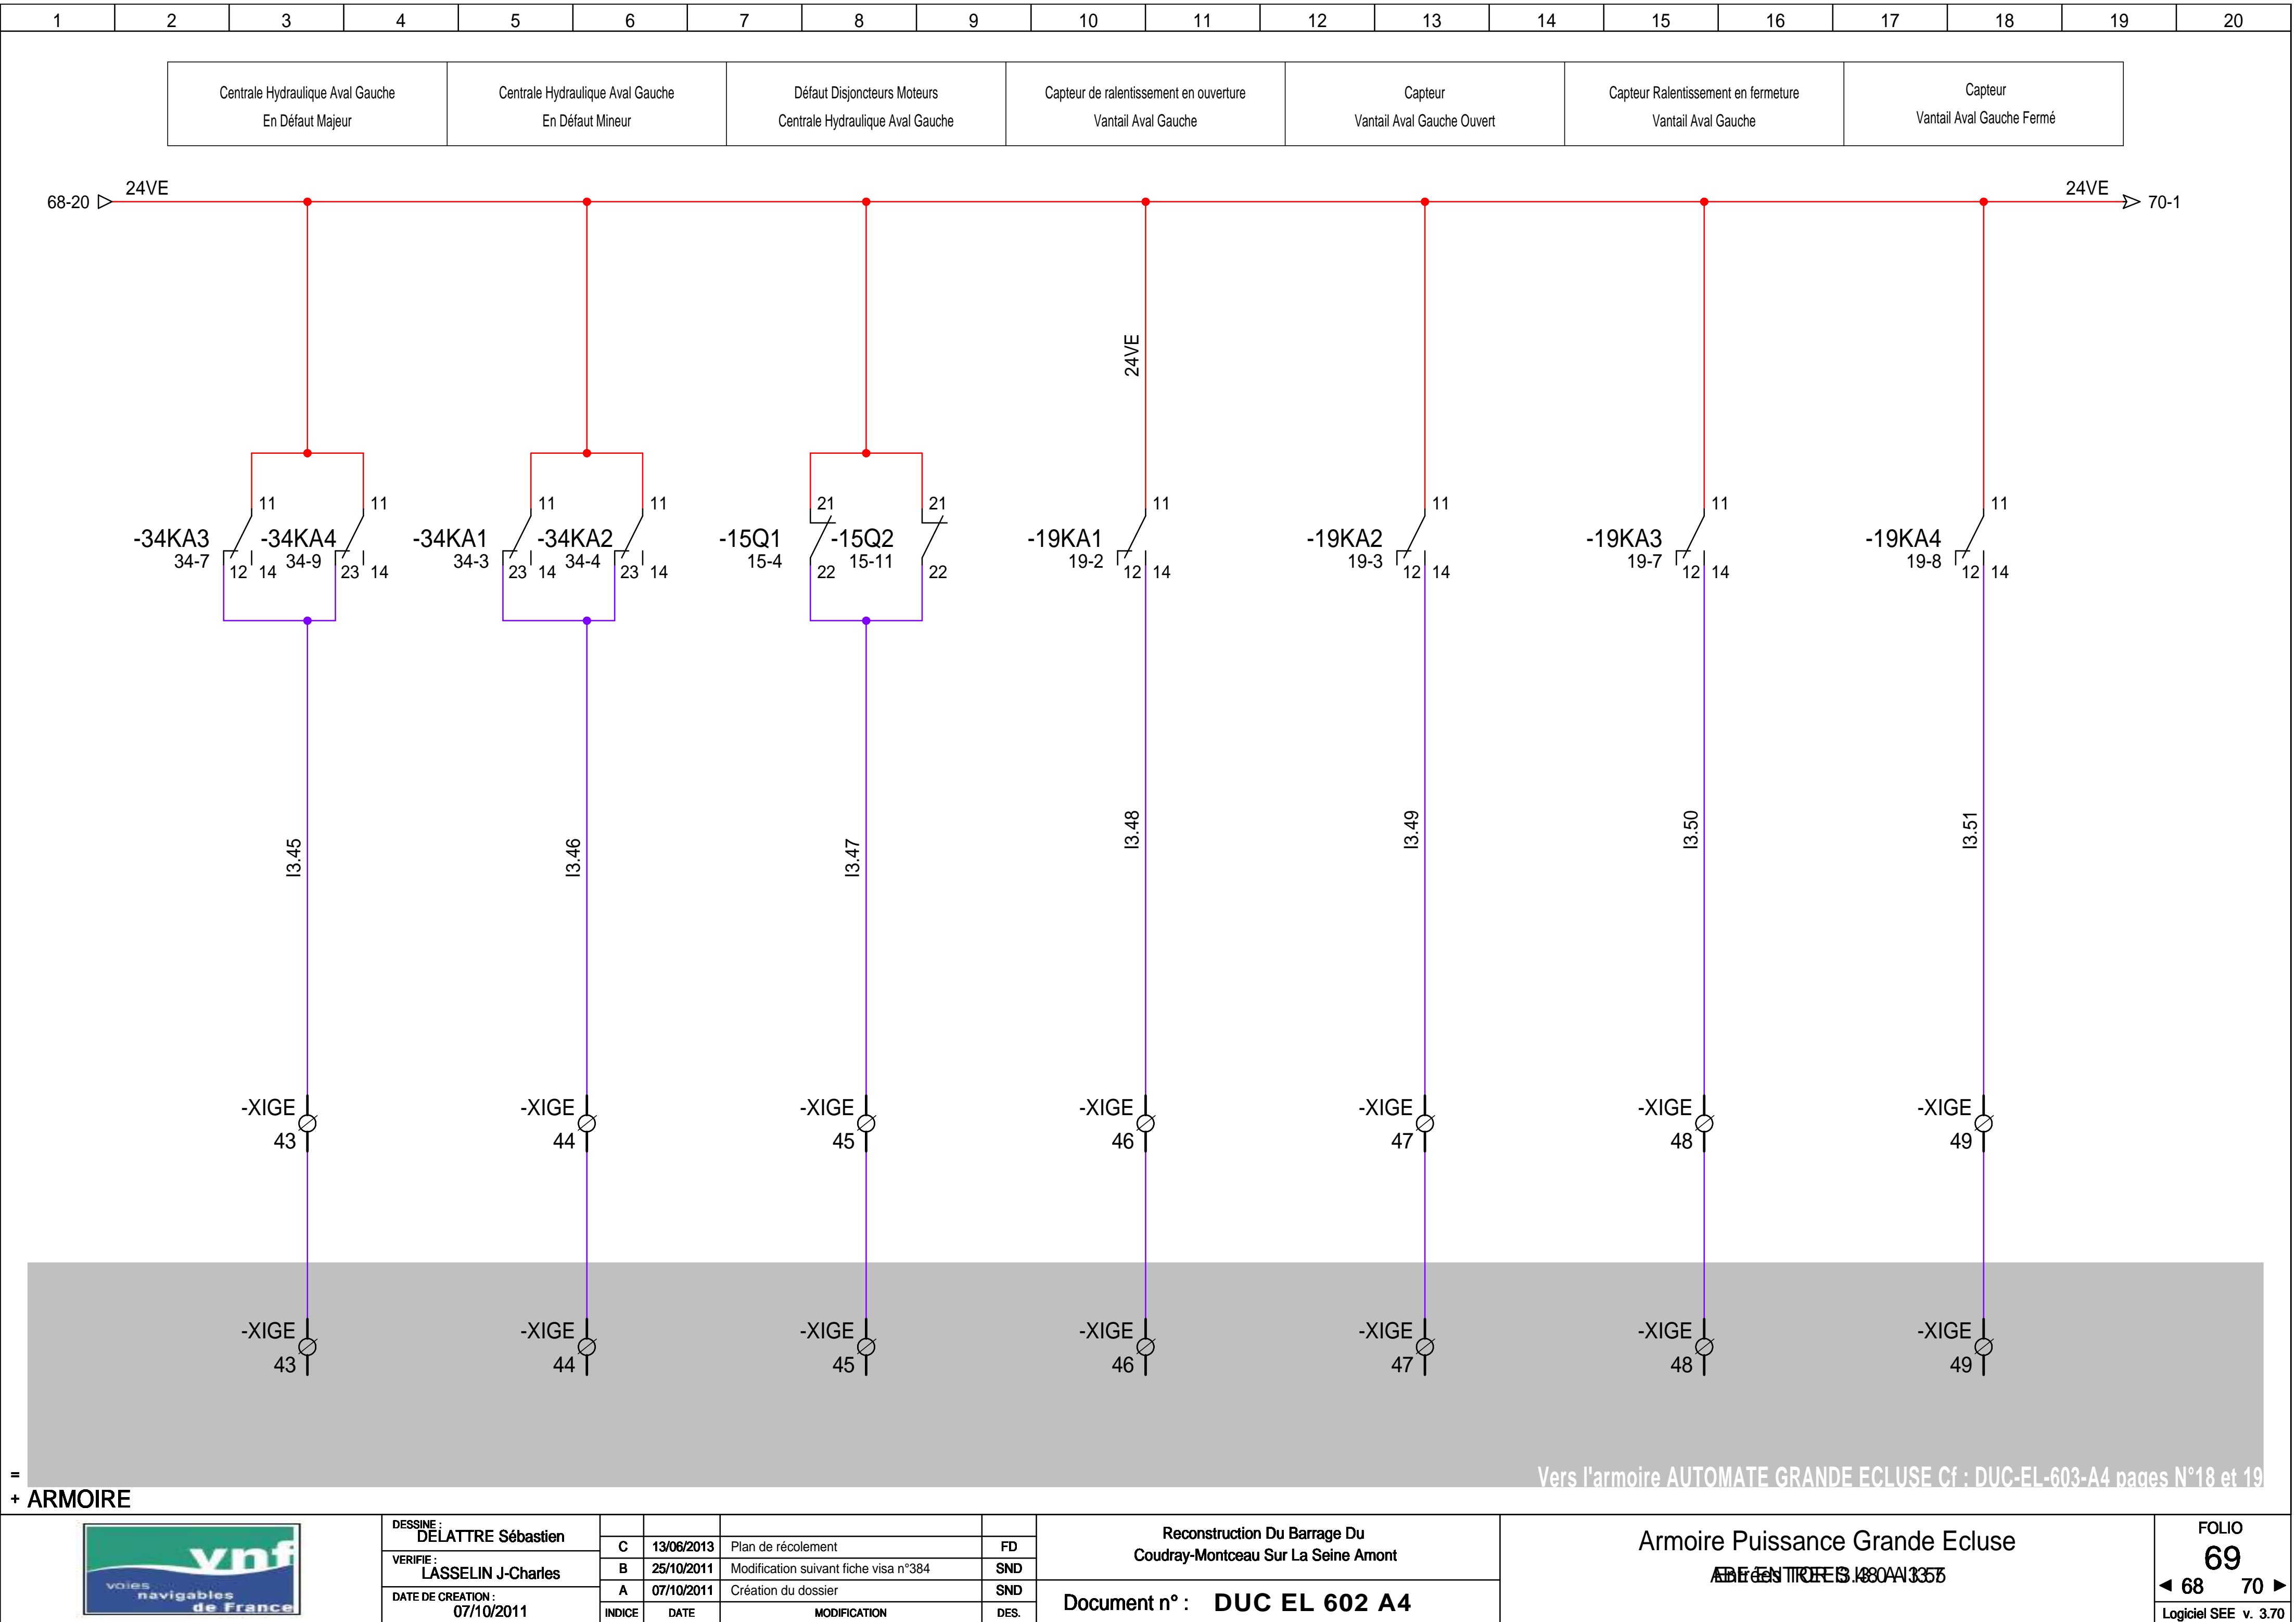 1 2 3 4 5 6 7 8 9 10 11 12 13 14 15 16 17 18 19 20
Centrale Hydraulique Aval Gauche
En Défaut Majeur
Centrale Hydraulique Aval Gauche
En Défaut Mineur
Défaut Disjoncteurs Moteurs
Centrale Hydraulique Aval Gauche
Capteur de ralentissement en ouverture
Vantail Aval Gauche
Capteur
Vantail Aval Gauche Ouvert
Capteur Ralentissement en fermeture
Vantail Aval Gauche
Capteur
Vantail Aval Gauche Fermé
68-20 24VE 24VE 70-1
24VE
11 11 11 11 21 21 11 11 11 11
-34KA3 -34KA4 -34KA1 -34KA2 -15Q1 -15Q2 -19KA1 -19KA2 -19KA3 -19KA4
34-7 34-9 34-3 34-4 15-4 15-11 19-2 19-3 19-7 19-8
12 14 23 14 23 14 23 14 22 22 12 14 12 14 12 14 12 14
I3.45 I3.46 I3.47 I3.48 I3.49 I3.50 I3.51
-XIGE -XIGE -XIGE -XIGE -XIGE -XIGE -XIGE
43 44 45 46 47 48 49
-XIGE -XIGE -XIGE -XIGE -XIGE -XIGE -XIGE
43 44 45 46 47 48 49
Vers l'armoire AUTOMATE GRANDE ECLUSE Cf : DUC-EL-603-A4 pages N°18 et 19
=
+ ARMOIRE
vnf
voies
navigables
de France
DESSINE :
DELATTRE Sébastien
VERIFIE :
LASSELIN J-Charles
DATE DE CREATION :
07/10/2011
C 13/06/2013 Plan de récolement FD
B 25/10/2011 Modification suivant fiche visa n°384 SND
A 07/10/2011 Création du dossier SND
INDICE DATE MODIFICATION DES.
Reconstruction Du Barrage Du
Coudray-Montceau Sur La Seine Amont
Document n° : DUC EL 602 A4
Armoire Puissance Grande Ecluse
FOLIO
69
◄ 68 70 ►
Logiciel SEE v. 3.70